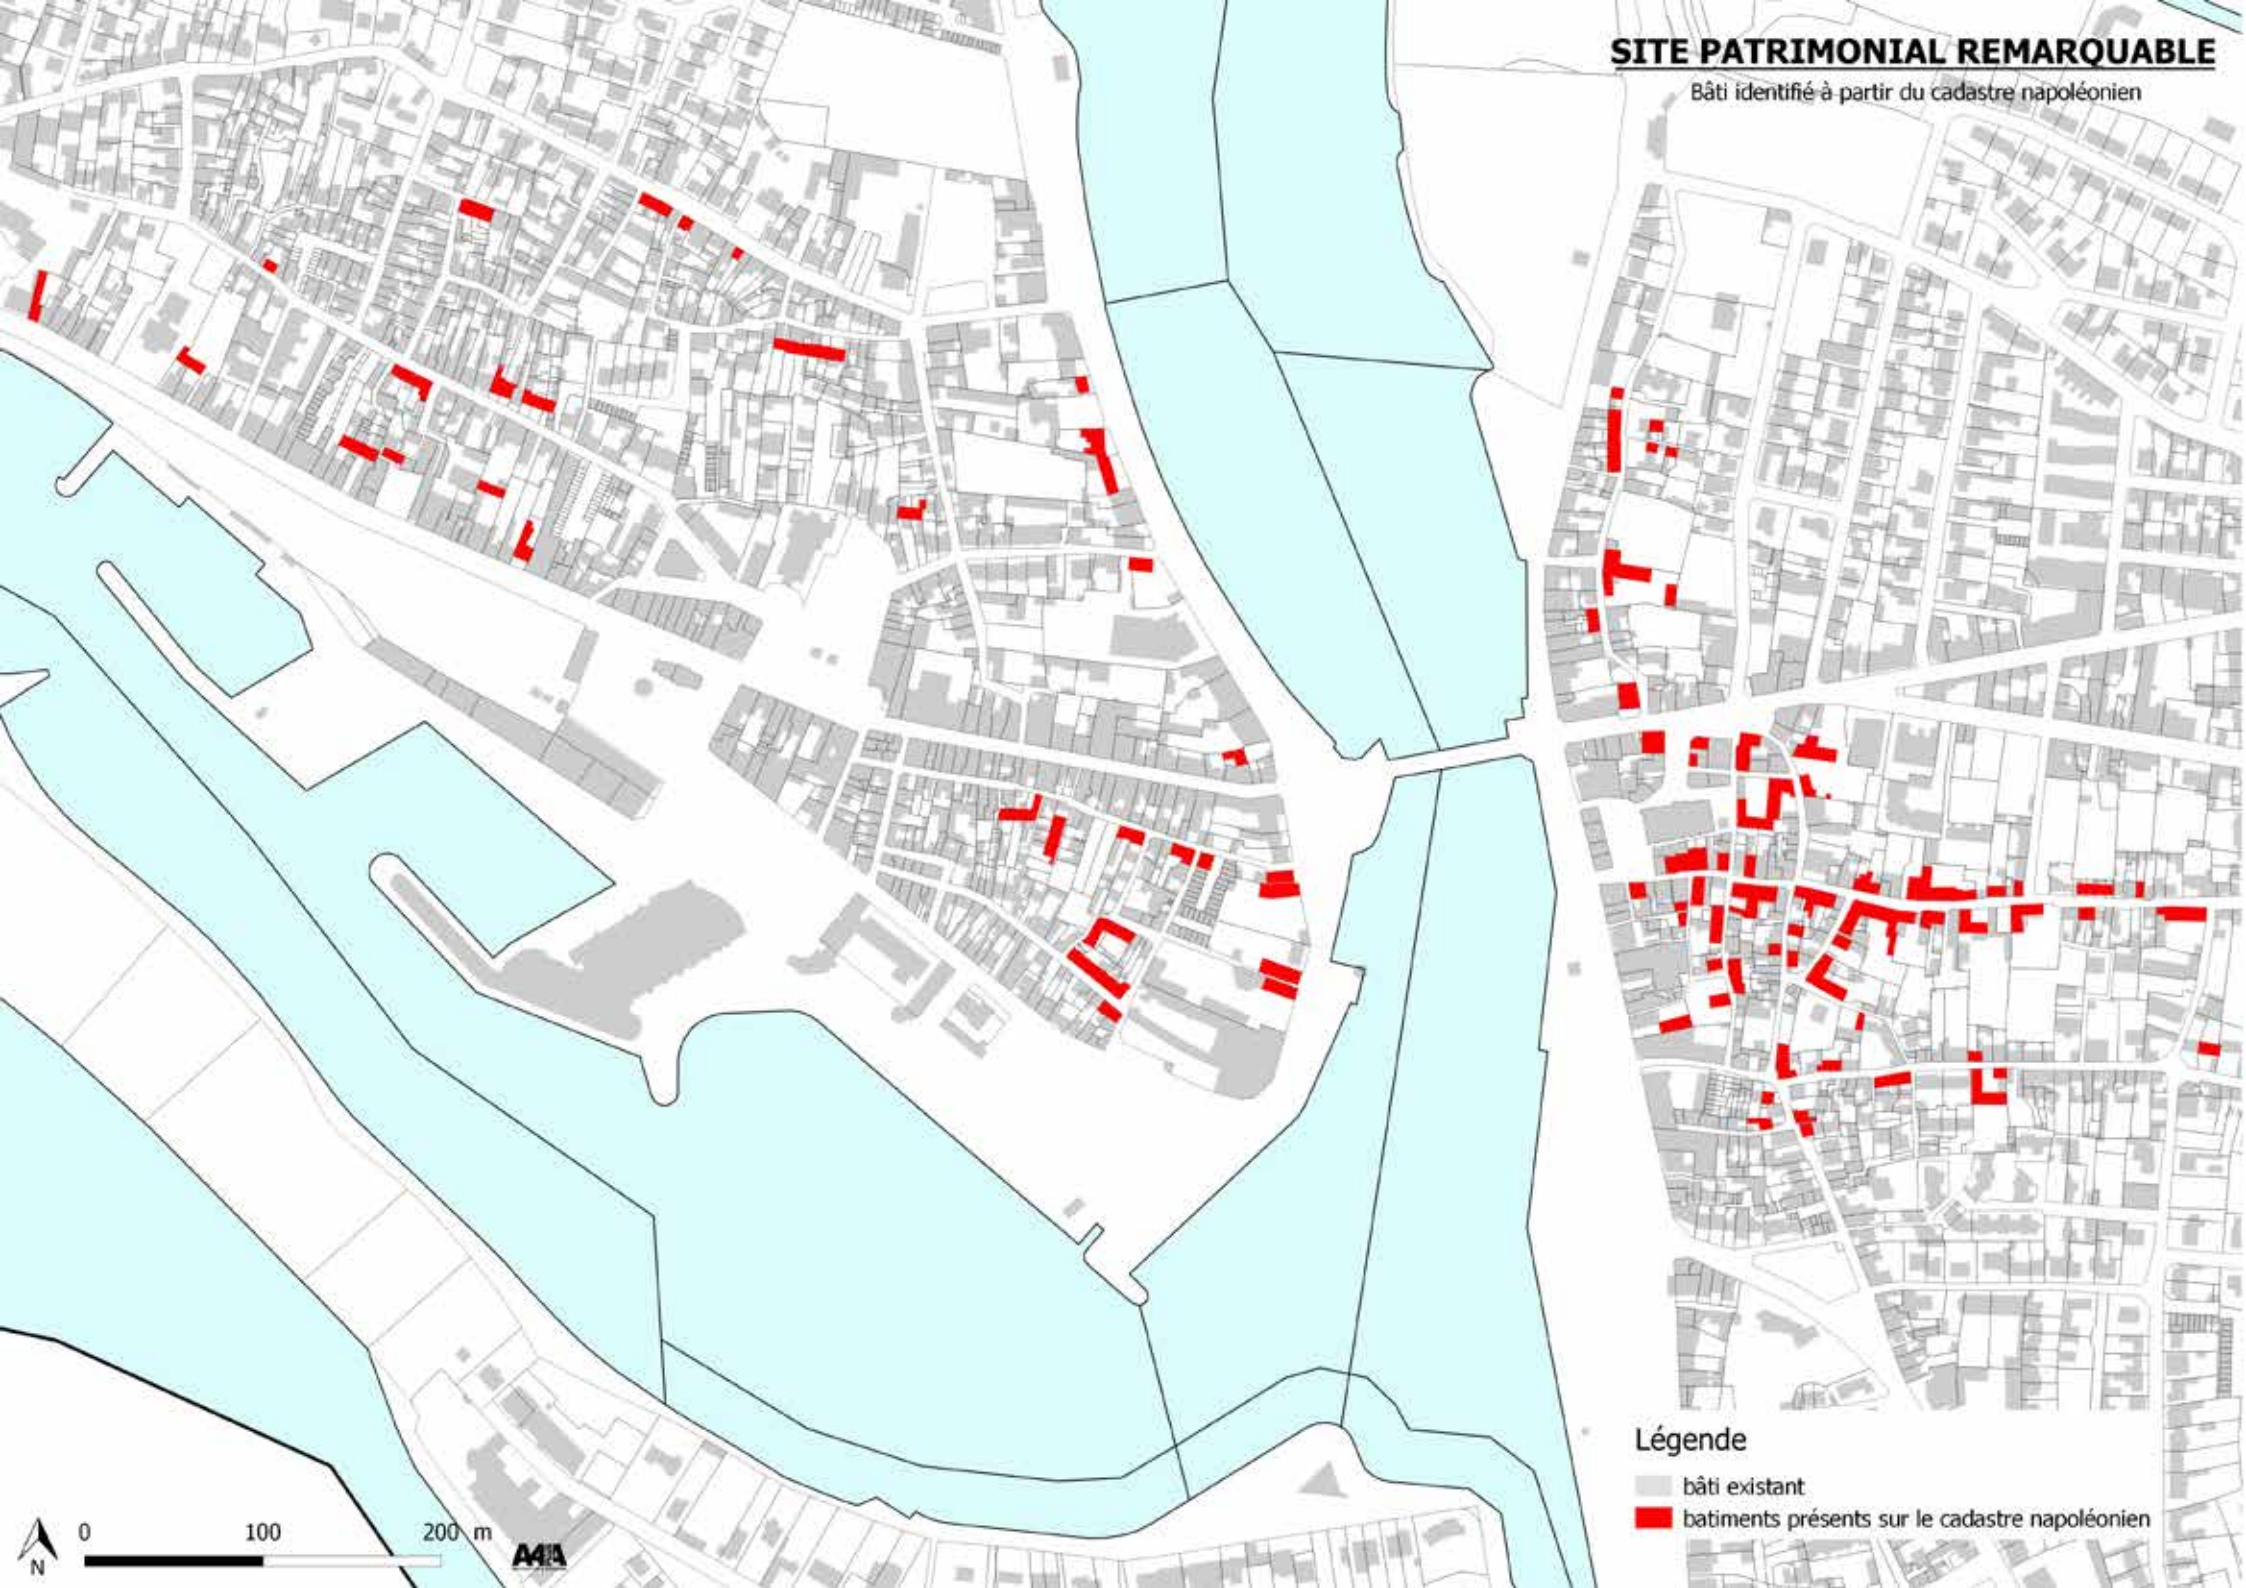 SITE PATRIMONIAL REMARQUABLE
Bâti identifié à partir du cadastre napoléonien
Légende
bâti existant
batiments présents sur le cadastre napoléonien
0 100 200 m
N